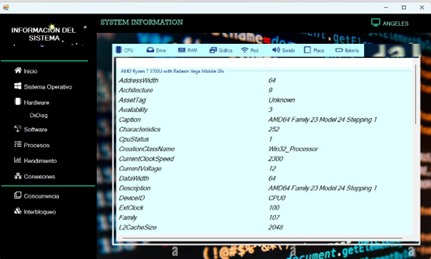 INFORMACION DEL
SISTEMA
SYSTEM INFORMATION
ANGELES
Inicio
Sistema Operativo
Hardware
Software
Procesos
Rendimiento
Conexiones
Concurrencia
Interbloqueo
CPU
Drive
RAM
Gráfica
Red
Sonido
Placa
Batería
AMD Ryzen 7 3700U with Radeon Vega Mobile Gfx
AddressWidth 64
Architecture 9
AssetTag Unknown
Availability 3
Caption AMD64 Family 23 Model 24 Stepping 1
Characteristics 252
CpuStatus 1
CreationClassName Win32_Processor
CurrentClockSpeed 2300
CurrentVoltage 12
DataWidth 64
Description AMD64 Family 23 Model 24 Stepping 1
DeviceID CPU0
ExtClock 100
Family 107
L2CacheSize 2048